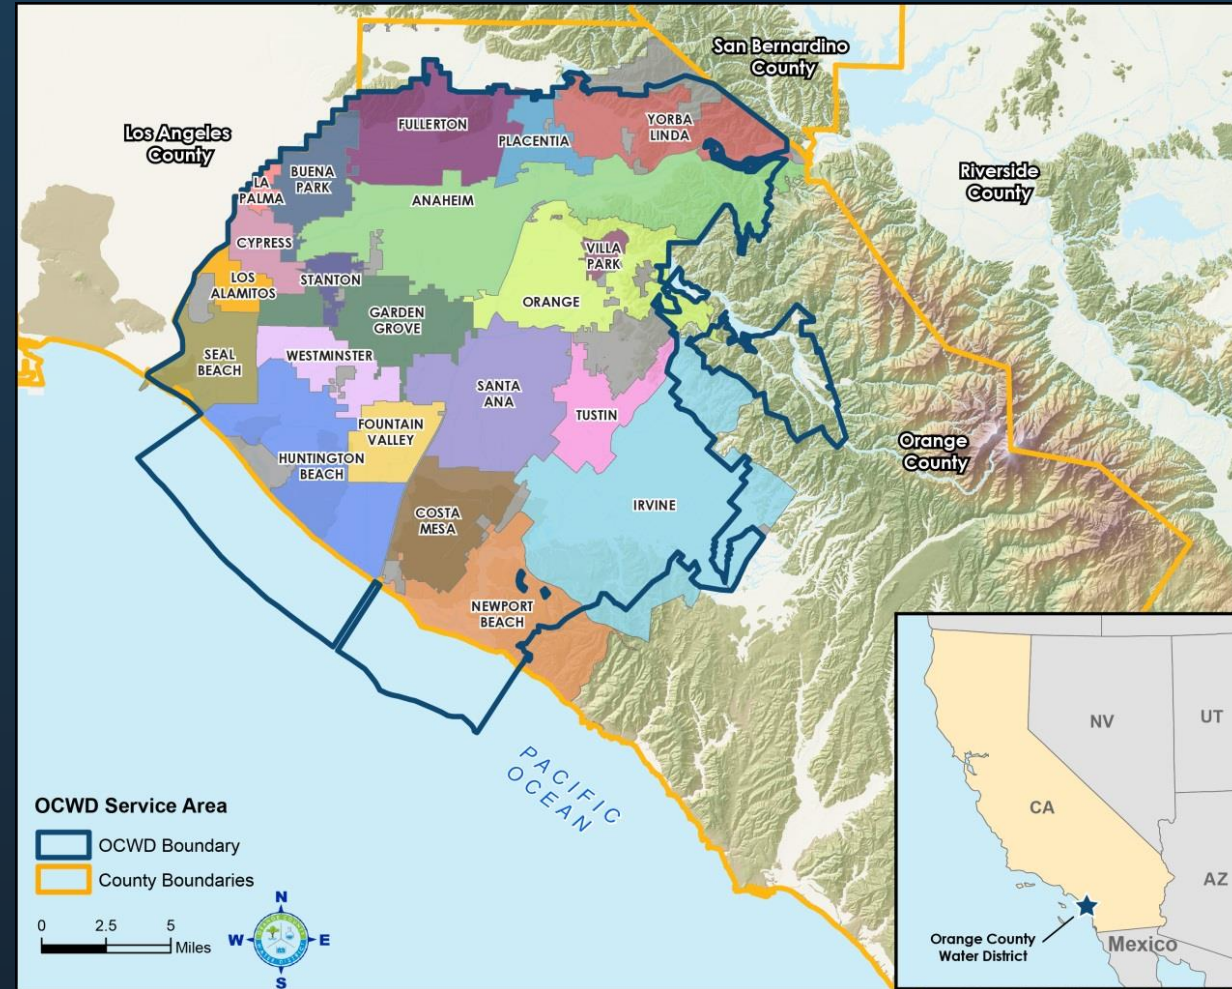 San Bernardino
County
Los Angeles
County
FULLERTON
PLACENTIA
YORBA
LINDA
Riverside
County
BUENA
PARK
LA
PALMA
ANAHEIM
CYPRESS
VILLA
PARK
LOS
ALAMITOS
STANTON
ORANGE
GARDEN
GROVE
SEAL
BEACH
WESTMINSTER
SANTA
ANA
TUSTIN
FOUNTAIN
VALLEY
Orange
County
HUNTINGTON
BEACH
IRVINE
COSTA
MESA
NEWPORT
BEACH
PACIFIC
OCEAN
OCWD Service Area
OCWD Boundary
County Boundaries
0 2.5 5
Miles
N
W E
S
NV
UT
CA
AZ
Orange County
Water District
Mexico